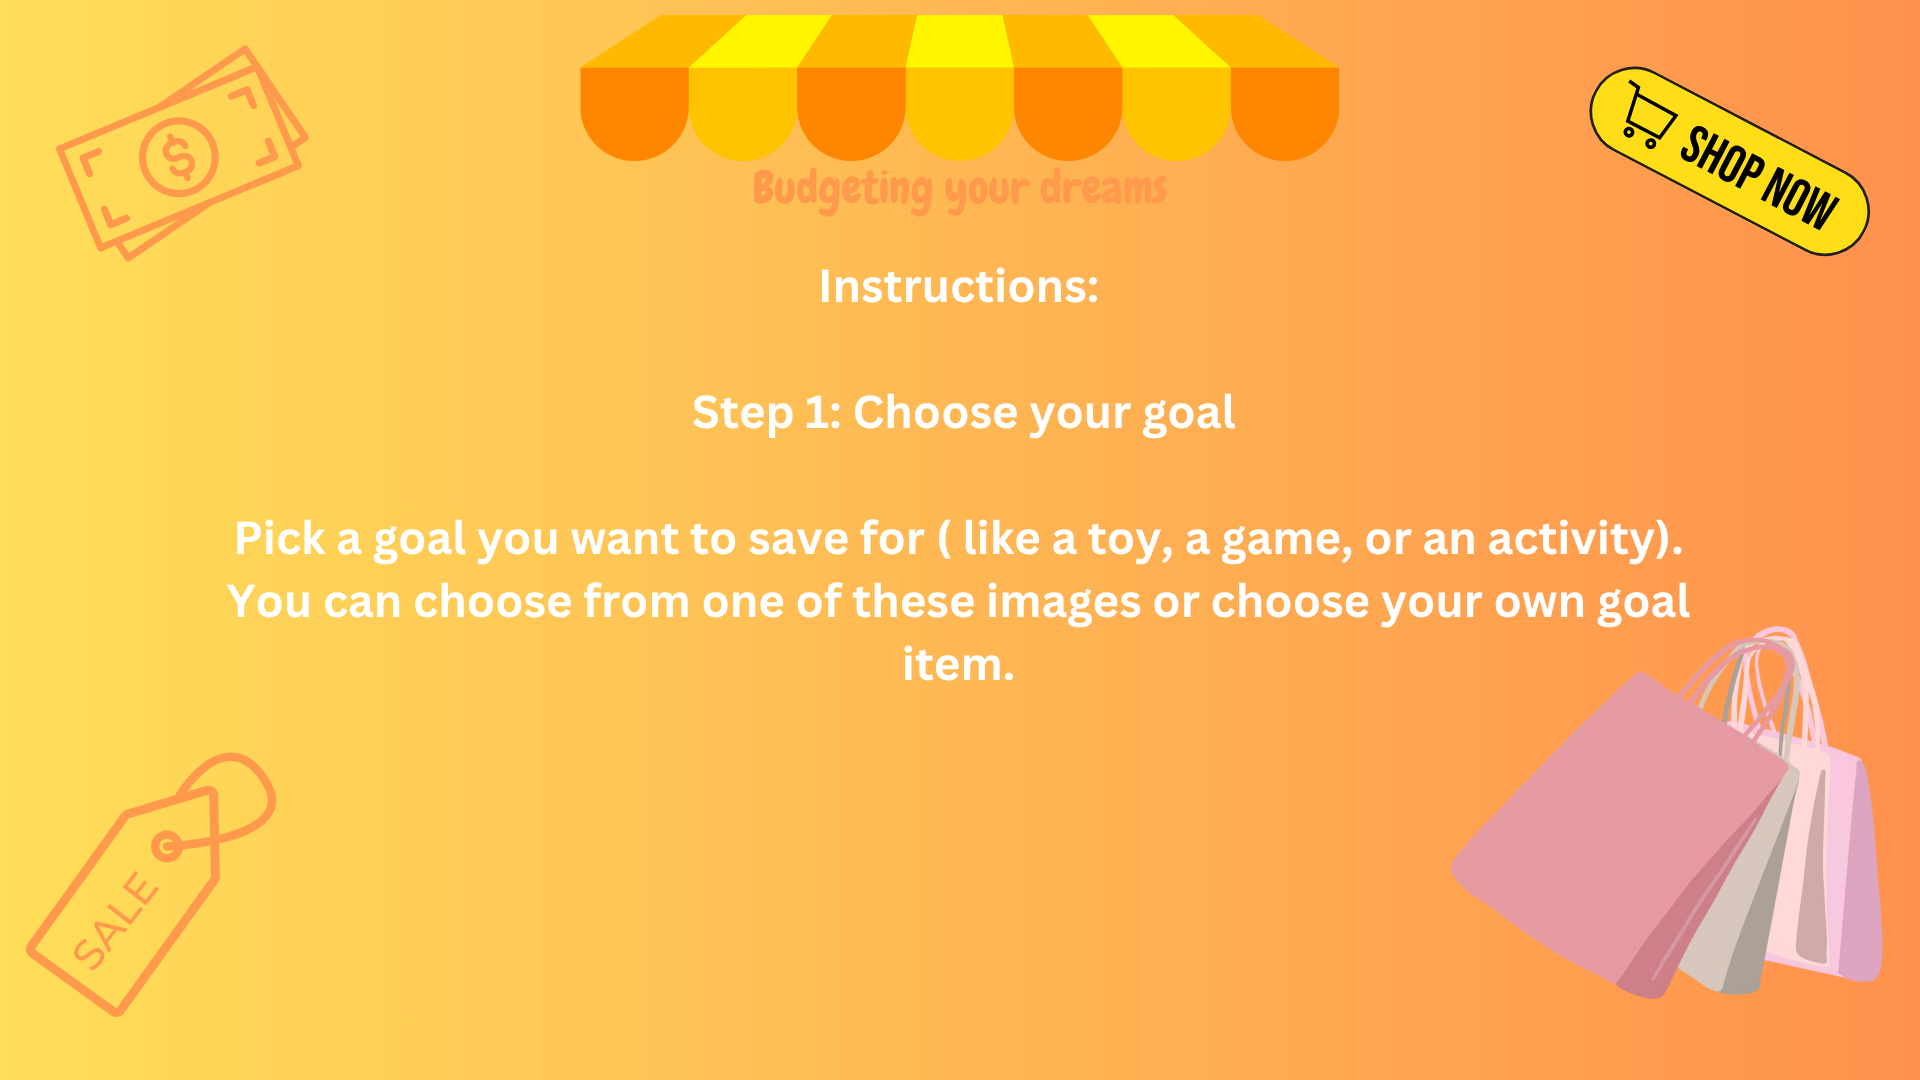 SHOP NOW
Budgeting your dreams
Instructions:
Step 1: Choose your goal
Pick a goal you want to save for ( like a toy, a game, or an activity).
You can choose from one of these images or choose your own goal
item.
SALE